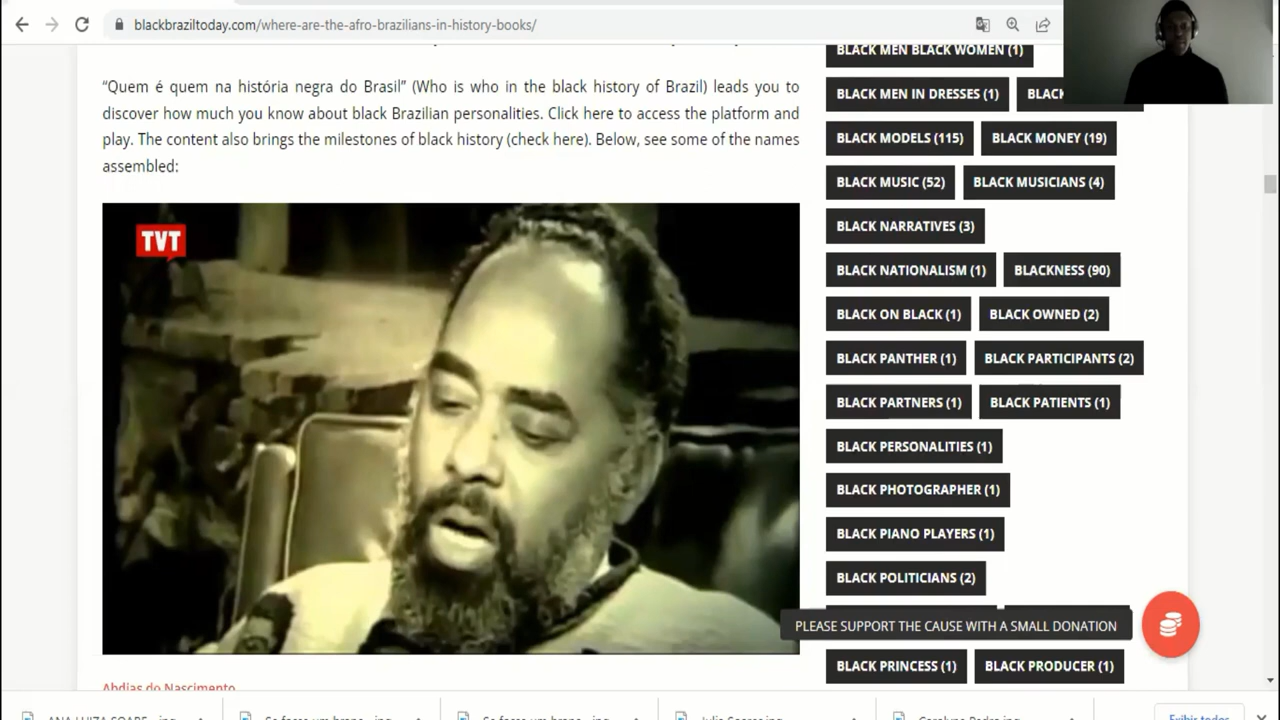 blackbraziltoday.com/where-are-the-afro-brazilians-in-history-books/
"Quem é quem na história negra do Brasil" (Who is who in the black history of Brazil) leads you to
discover how much you know about black Brazilian personalities. Click here to access the platform and
play. The content also brings the milestones of black history (check here). Below, see some of the names
assembled:
TVT
Abdias do Nascimento
BLACK MEN BLACK WOMEN (1)
BLACK MEN IN DRESSES (1) BLACK
BLACK MODELS (115) BLACK MONEY (19)
BLACK MUSIC (52) BLACK MUSICIANS (4)
BLACK NARRATIVES (3)
BLACK NATIONALISM (1) BLACKNESS (90)
BLACK ON BLACK (1) BLACK OWNED (2)
BLACK PANTHER (1) BLACK PARTICIPANTS (2)
BLACK PARTNERS (1) BLACK PATIENTS (1)
BLACK PERSONALITIES (1)
BLACK PHOTOGRAPHER (1)
BLACK PIANO PLAYERS (1)
BLACK POLITICIANS (2)
PLEASE SUPPORT THE CAUSE WITH A SMALL DONATION
BLACK PRINCESS (1) BLACK PRODUCER (1)
Exibir todos